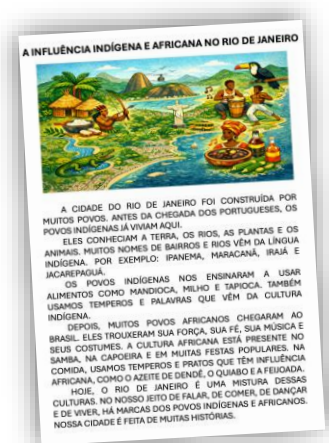 A INFLUÊNCIA INDÍGENA E AFRICANA NO RIO DE JANEIRO
A CIDADE DO RIO DE JANEIRO FOI CONSTRUÍDA POR
MUITOS POVOS. ANTES DA CHEGADA DOS PORTUGUESES, OS
POVOS INDÍGENAS JÁ VIVIAM AQUI.
ELES CONHECIAM A TERRA, OS RIOS, AS PLANTAS E OS
ANIMAIS. MUITOS NOMES DE BAIRROS E RIOS VÊM DA LÍNGUA
INDÍGENA. POR EXEMPLO: IPANEMA, MARACANÃ, IRAJÁ E
JACAREPAGUÁ.
OS POVOS INDÍGENAS NOS ENSINARAM A USAR
ALIMENTOS COMO MANDIOCA, MILHO E TAPIOCA. TAMBÉM
USAMOS TEMPEROS E PALAVRAS QUE VÊM DA CULTURA
INDÍGENA.
DEPOIS, MUITOS POVOS AFRICANOS CHEGARAM AO
BRASIL. ELES TROUXERAM SUA FORÇA, SUA FÉ, SUA MÚSICA E
SEUS COSTUMES. A CULTURA AFRICANA ESTÁ PRESENTE NO
SAMBA, NA CAPOEIRA E EM MUITAS FESTAS POPULARES. NA
COMIDA, USAMOS TEMPEROS E PRATOS QUE TÊM INFLUÊNCIA
AFRICANA, COMO O AZEITE DE DENDÊ, O QUIABO E A FEIJOADA.
HOJE, O RIO DE JANEIRO É UMA MISTURA DESSAS
CULTURAS. NO NOSSO JEITO DE FALAR, DE COMER, DE DANÇAR
E DE VIVER, HÁ MARCAS DOS POVOS INDÍGENAS E AFRICANOS.
NOSSA CIDADE É FEITA DE MUITAS HISTÓRIAS.